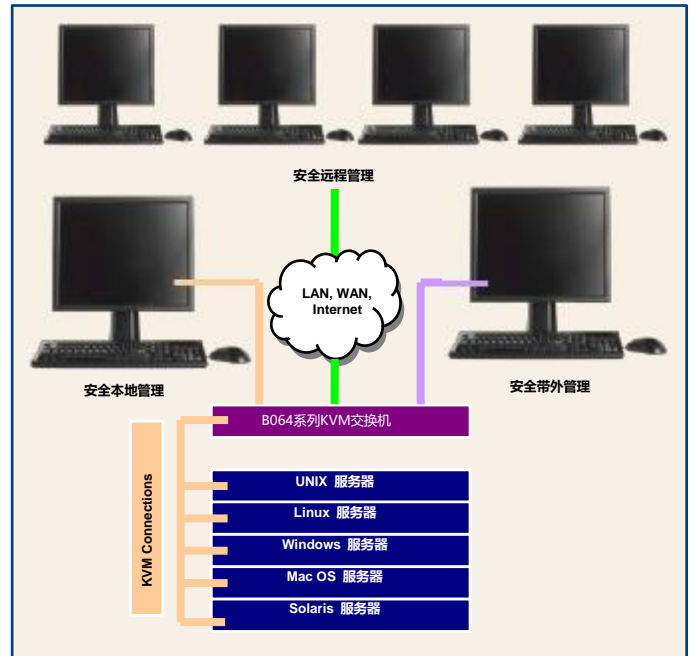 安全远程管理
LAN, WAN,
Internet
安全本地管理
安全带外管理
B064系列KVM交换机
KVM Connections
UNIX 服务器
Linux 服务器
Windows 服务器
Mac OS 服务器
Solaris 服务器